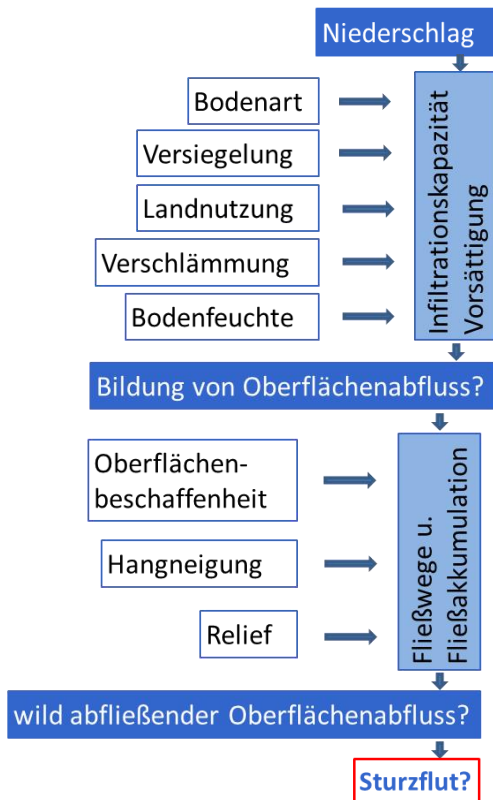 Niederschlag
Bodenart
Versiegelung
Landnutzung
Verschlämmung
Bodenfeuchte
Infiltrationskapazität
Vorsättigung
Bildung von Oberflächenabfluss?
Oberflächen-
beschaffenheit
Hangneigung
Relief
Fließwege u.
Fließakkumulation
wild abfließender Oberflächenabfluss?
Sturzflut?